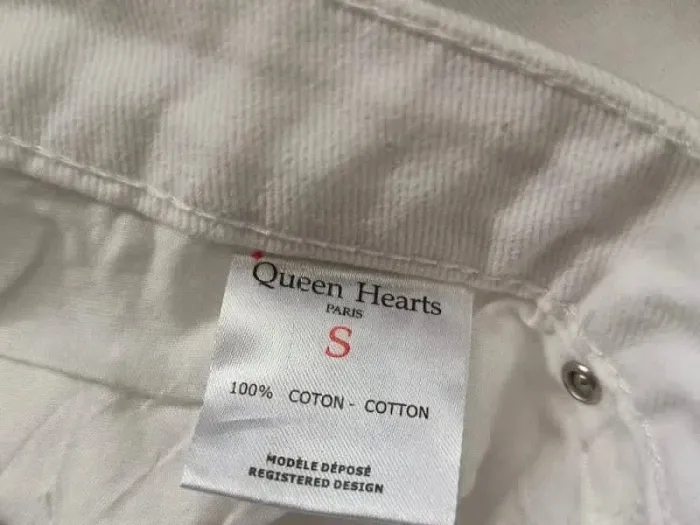 Queen Hearts
PARIS
S
100% COTON - COTTON
MODÈLE DÉPOSÉ
REGISTERED DESIGN